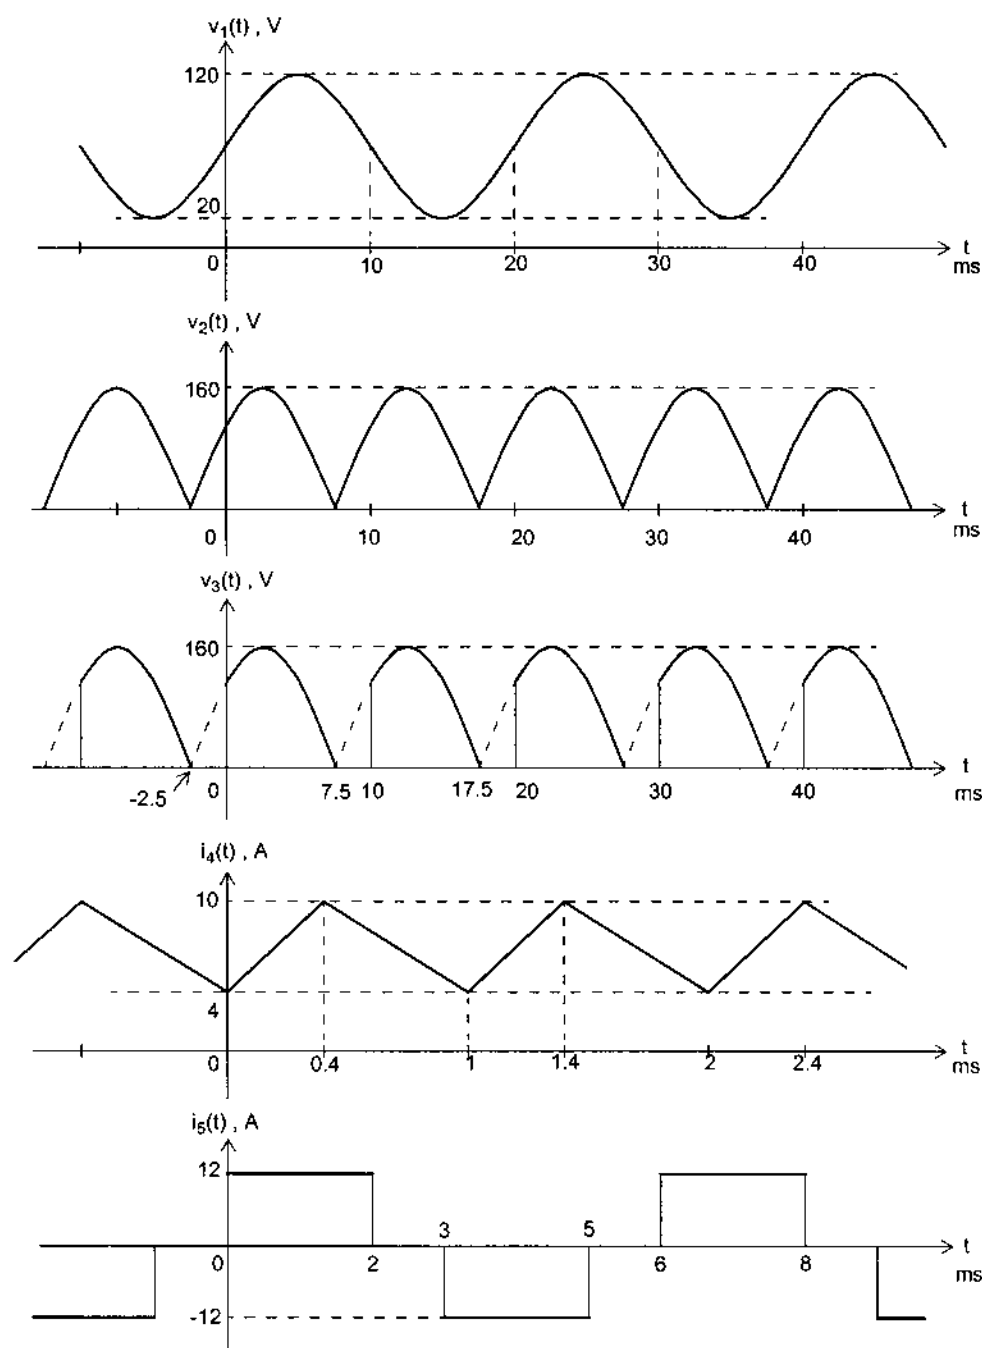 v1(t) , V
120
20
0 10 20 30 40
t
ms
v2(t) , V
160
0 10 20 30 40
t
ms
v3(t) , V
160
-2.5 0 7.5 10 17.5 20 30 40
t
ms
i4(t) , A
10
4
0 0.4 1 1.4 2 2.4
t
ms
i5(t) , A
12
3 5
0 2 6 8
t
ms
-12